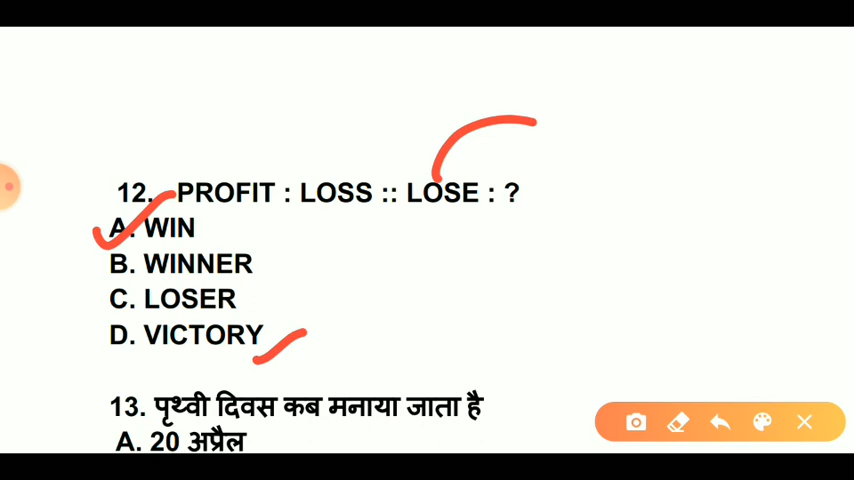 12. PROFIT : LOSS :: LOSE : ?
A. WIN
B. WINNER
C. LOSER
D. VICTORY
13. पृथ्वी दिवस कब मनाया जाता है
A. 20 अप्रैल